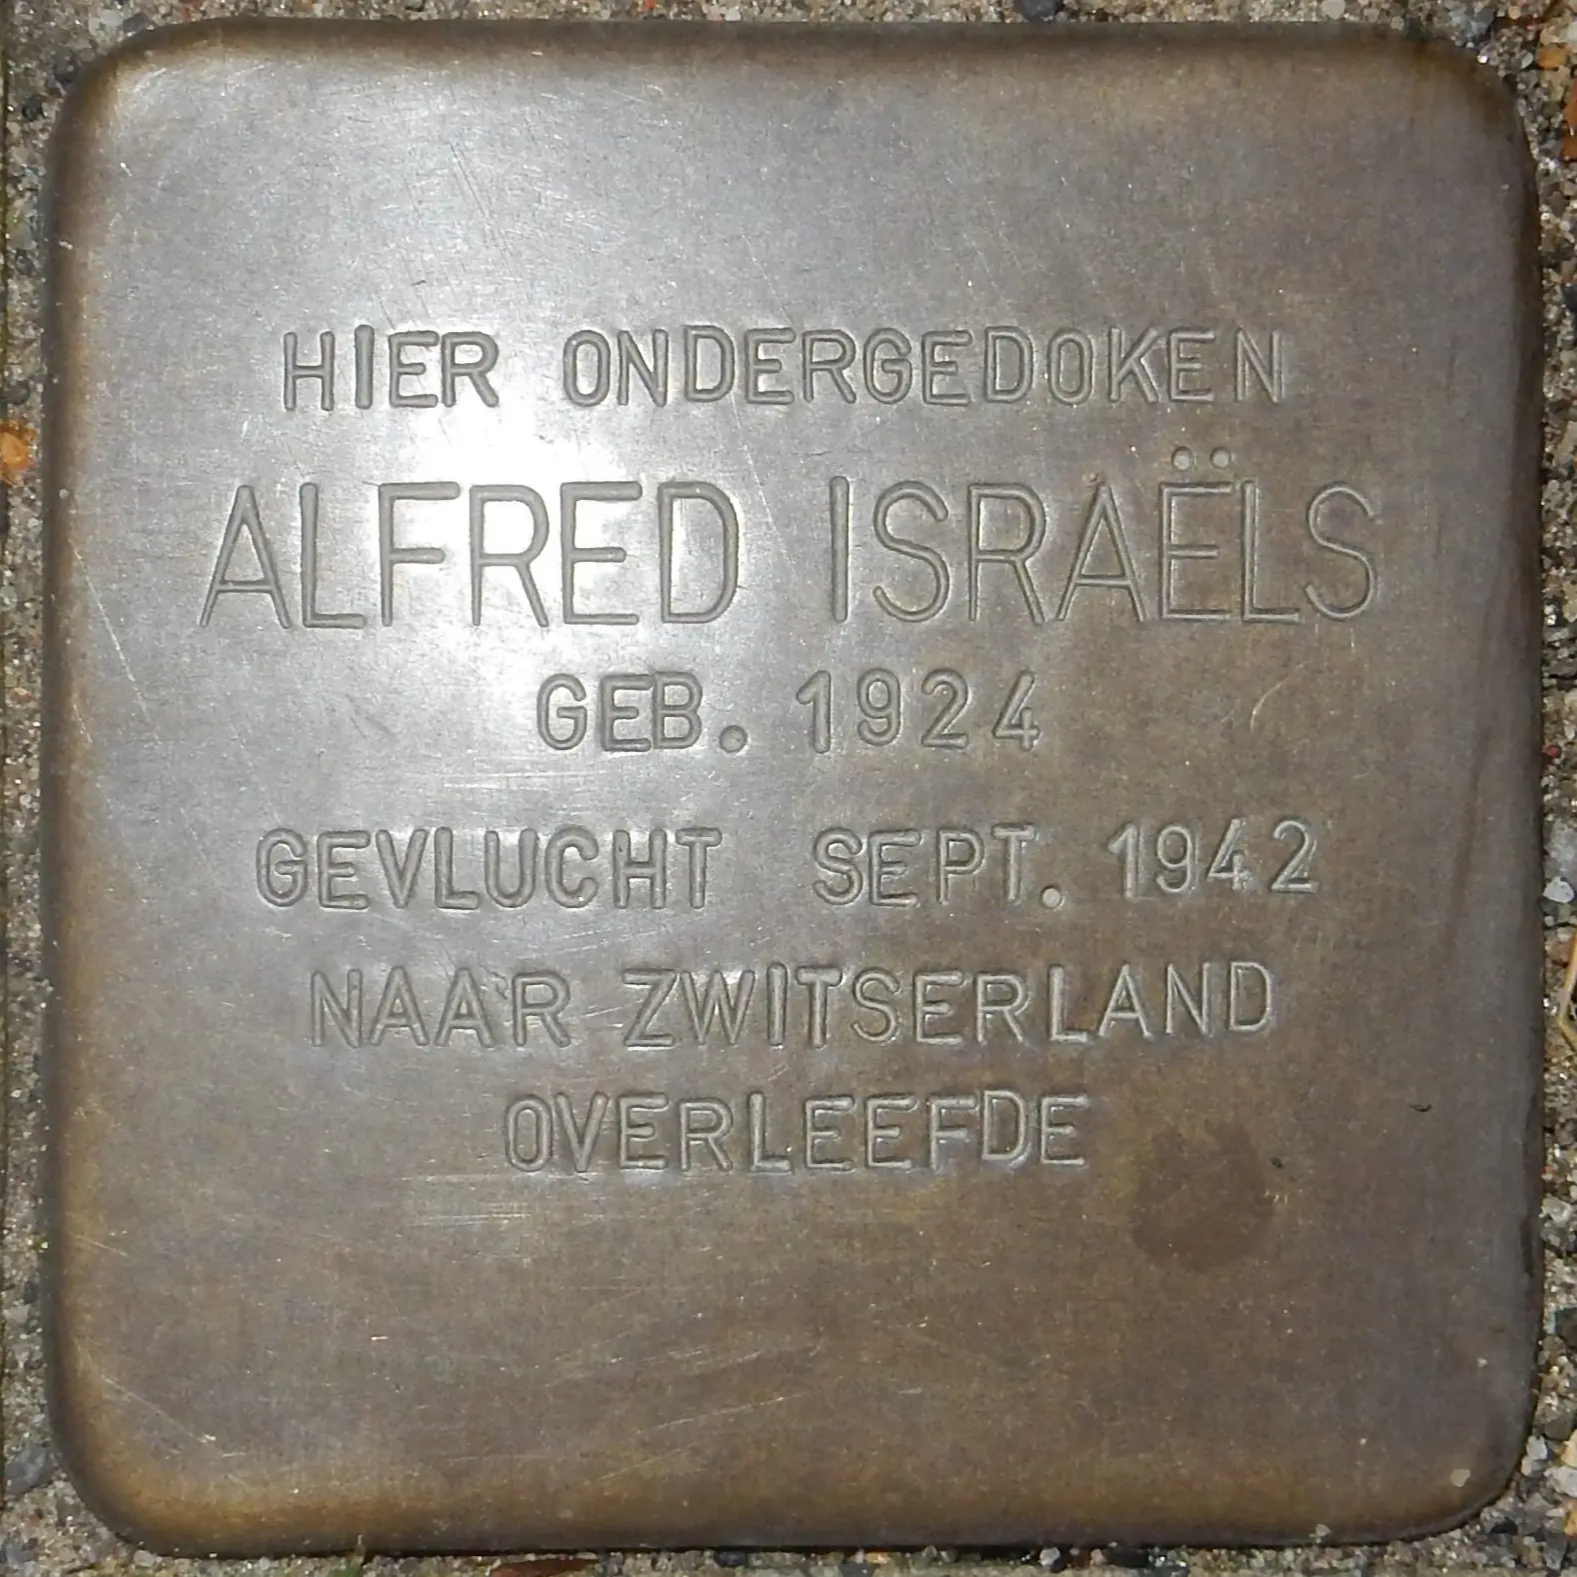 HIER ONDERGEDOKEN
ALFRED ISRAËLS
GEB. 1924
GEVLUCHT SEPT. 1942
NAAR ZWITSERLAND
OVERLEEFDE